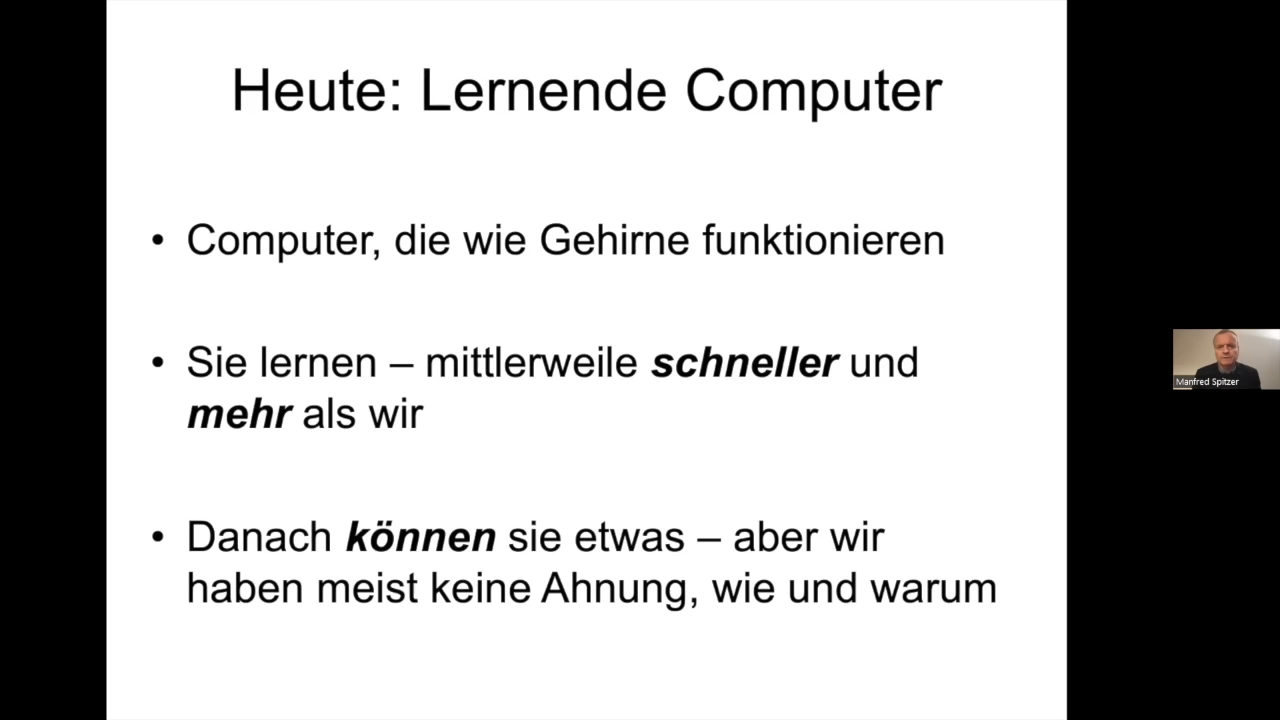 Heute: Lernende Computer
• Computer, die wie Gehirne funktionieren
• Sie lernen – mittlerweile schneller und
mehr als wir
• Danach können sie etwas – aber wir
haben meist keine Ahnung, wie und warum
Manfred Spitzer